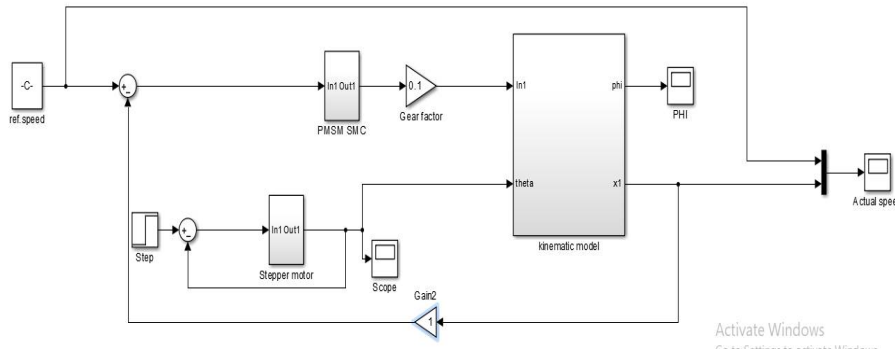 -C-
ref.speed
In1 Out1
PMSM SMC
0.1
Gear factor
In1
phi
theta
x1
kinematic model
PHI
Actual spee
Step
In1 Out1
Stepper motor
Scope
Gain2
1
Activate Windows